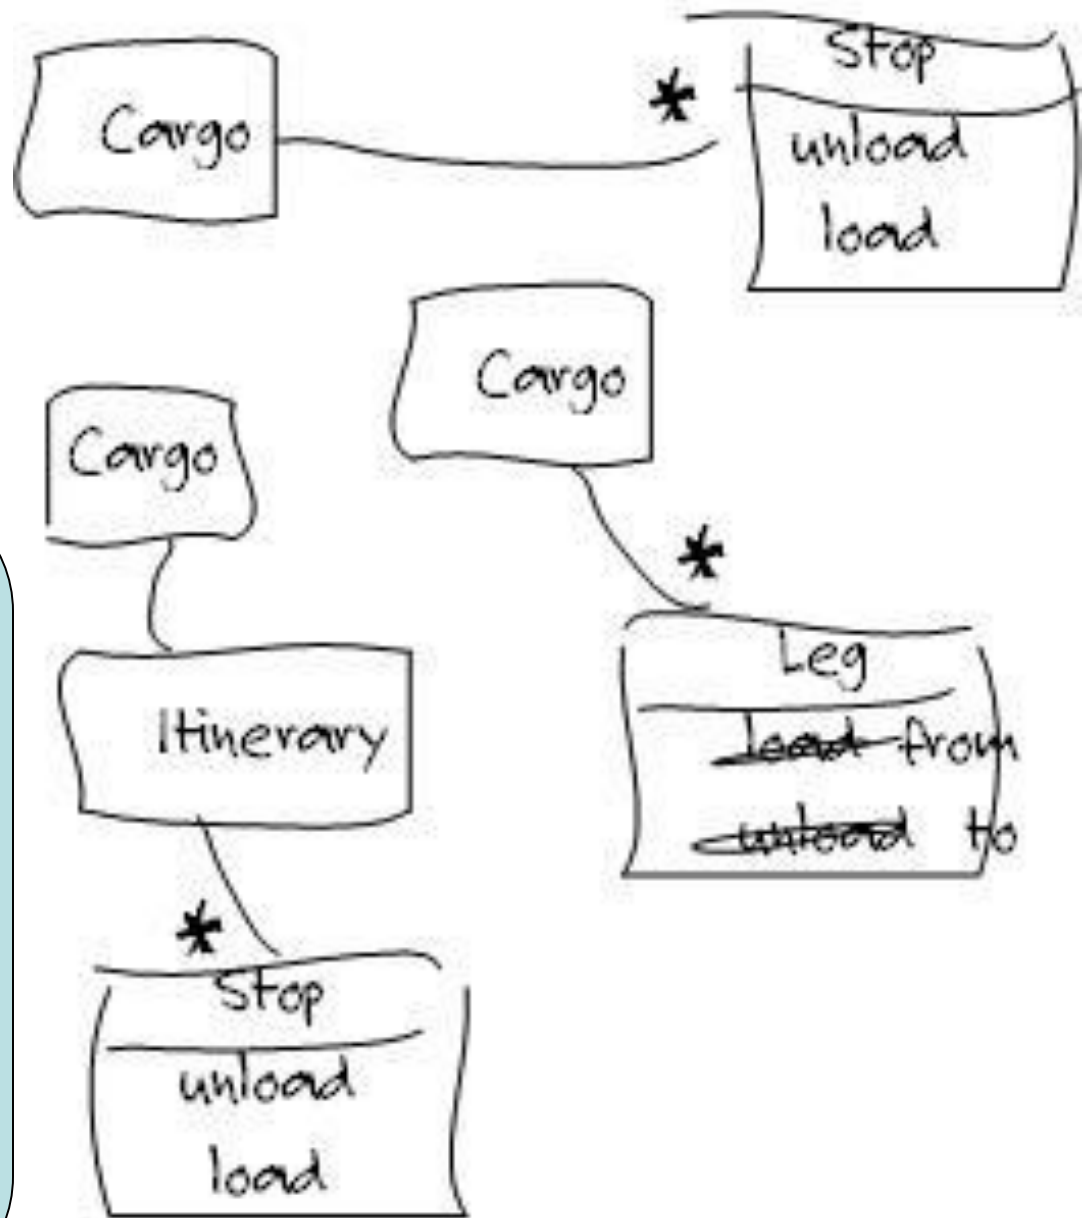 Cargo
*
Stop
unload
load
Cargo
*
Leg
load from
unload to
Cargo
Itinerary
*
Stop
unload
load